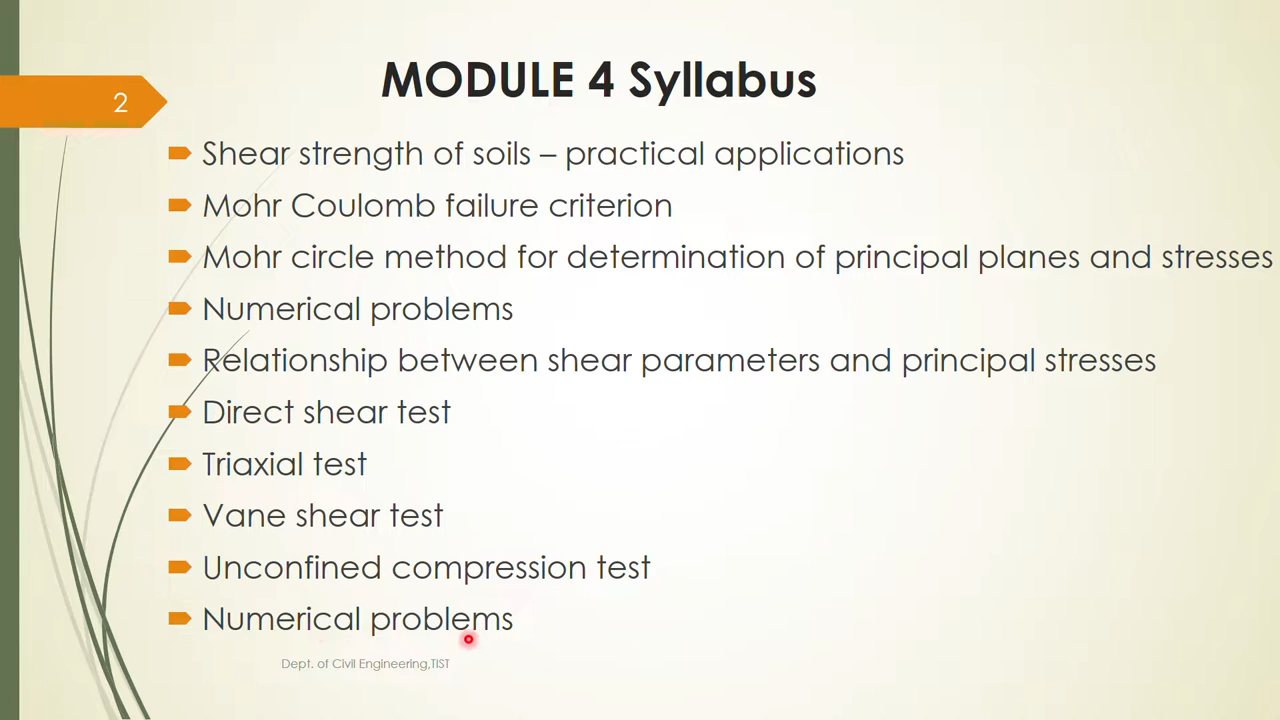 MODULE 4 Syllabus
2
Shear strength of soils – practical applications
Mohr Coulomb failure criterion
Mohr circle method for determination of principal planes and stresses
Numerical problems
Relationship between shear parameters and principal stresses
Direct shear test
Triaxial test
Vane shear test
Unconfined compression test
Numerical problems
Dept. of Civil Engineering,TIST